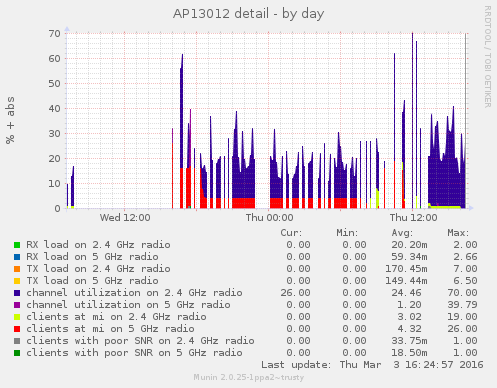 AP13012 detail - by day
RRDTOOL / TOBI OETIKER
% + abs
70
60
50
40
30
20
10
0
Wed 12:00 Thu 00:00 Thu 12:00
Cur: Min: Avg: Max:
RX load on 2.4 GHz radio 0.00 0.00 20.20m 2.00
RX load on 5 GHz radio 0.00 0.00 59.34m 2.66
TX load on 2.4 GHz radio 0.00 0.00 170.45m 7.00
TX load on 5 GHz radio 0.00 0.00 149.44m 6.50
channel utilization on 2.4 GHz radio 26.00 0.00 24.46 70.00
channel utilization on 5 GHz radio 0.00 0.00 1.20 39.79
clients at mi on 2.4 GHz radio 0.00 0.00 3.02 19.00
clients at mi on 5 GHz radio 0.00 0.00 4.32 26.00
clients with poor SNR on 2.4 GHz radio 0.00 0.00 33.75m 1.00
clients with poor SNR on 5 GHz radio 0.00 0.00 18.50m 1.00
Last update: Thu Mar 3 16:24:57 2016
Munin 2.0.25-1ppa2~trusty